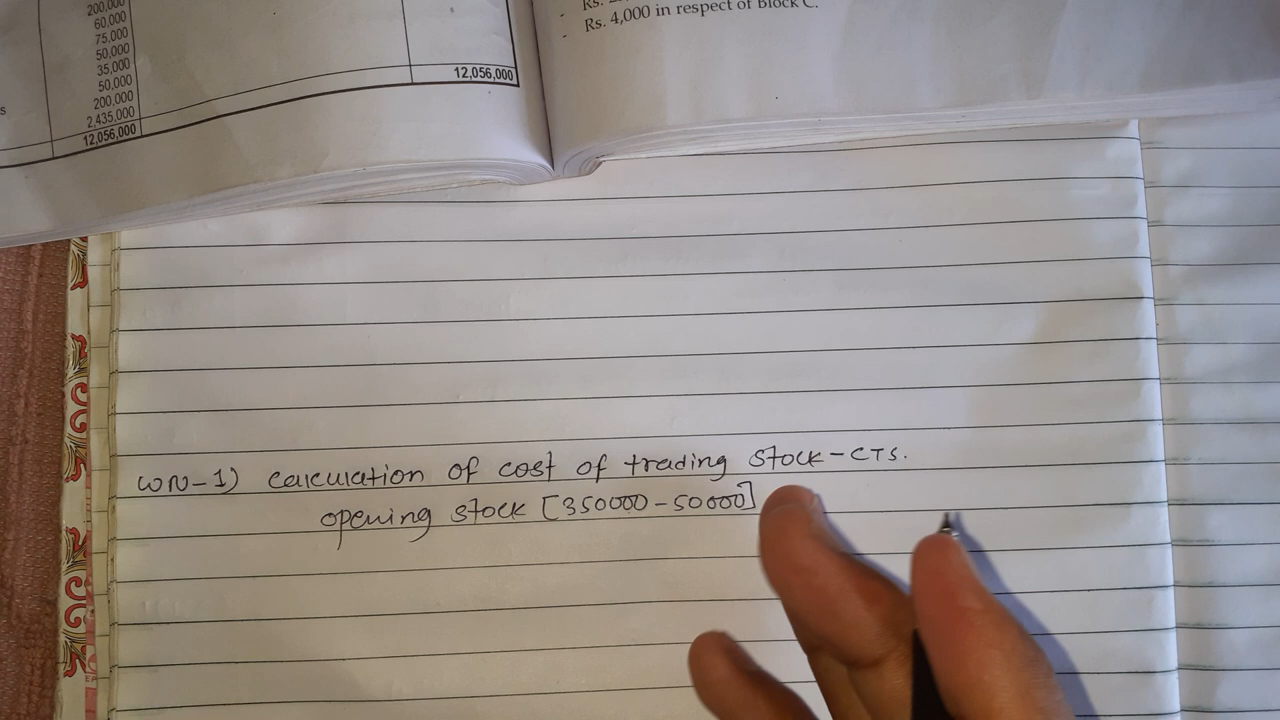 200,000
60,000
75,000
50,000
35,000
50,000
200,000
2,435,000
12,056,000
12,056,000
s
Rs.
- Rs. 4,000 in respect of Block C.
WN-1) calculation of cost of trading stock-CTS.
opening stock [350000-50000]